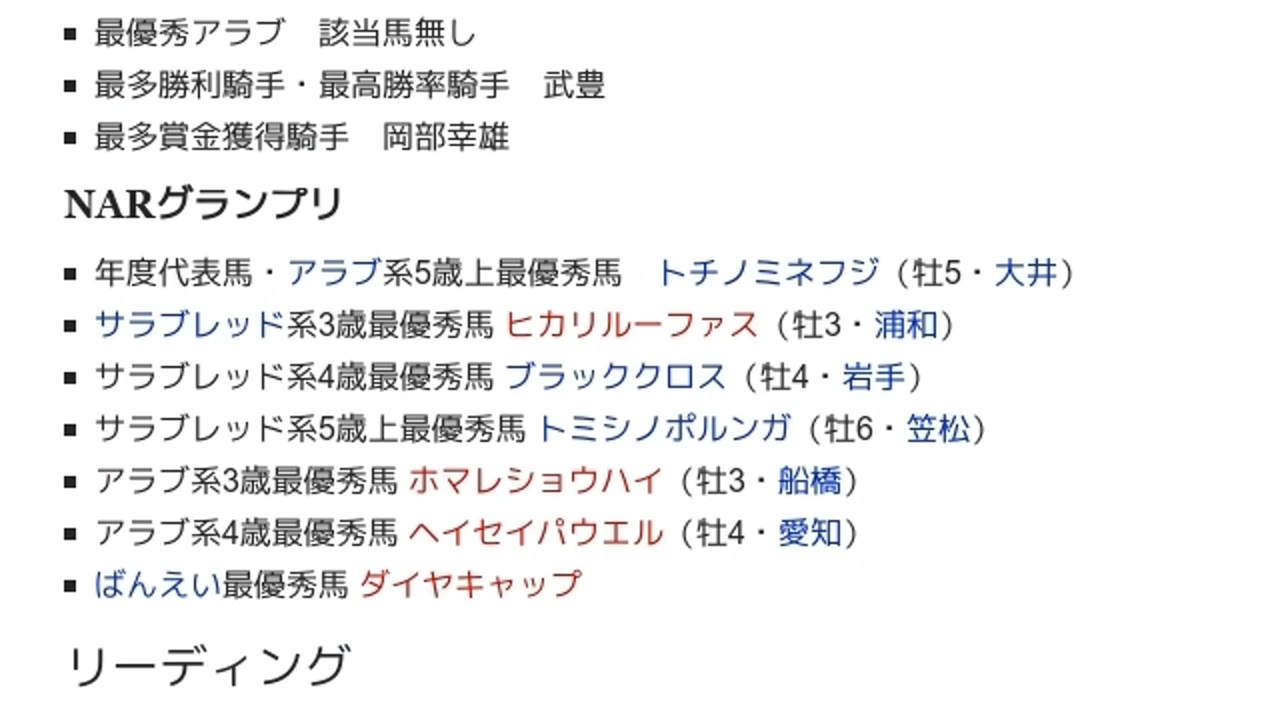 最優秀アラブ　該当馬無し
最多勝利騎手・最高勝率騎手　武豊
最多賞金獲得騎手　岡部幸雄
NARグランプリ
年度代表馬・アラブ系5歳上最優秀馬　トチノミネフジ（牡5・大井）
サラブレッド系3歳最優秀馬 ヒカリルーファス（牡3・浦和）
サラブレッド系4歳最優秀馬 ブラッククロス（牡4・岩手）
サラブレッド系5歳上最優秀馬 トミシノポルンガ（牡6・笠松）
アラブ系3歳最優秀馬 ホマレショウハイ（牡3・船橋）
アラブ系4歳最優秀馬 ヘイセイパウエル（牡4・愛知）
ばんえい最優秀馬 ダイヤキャップ
リーディング